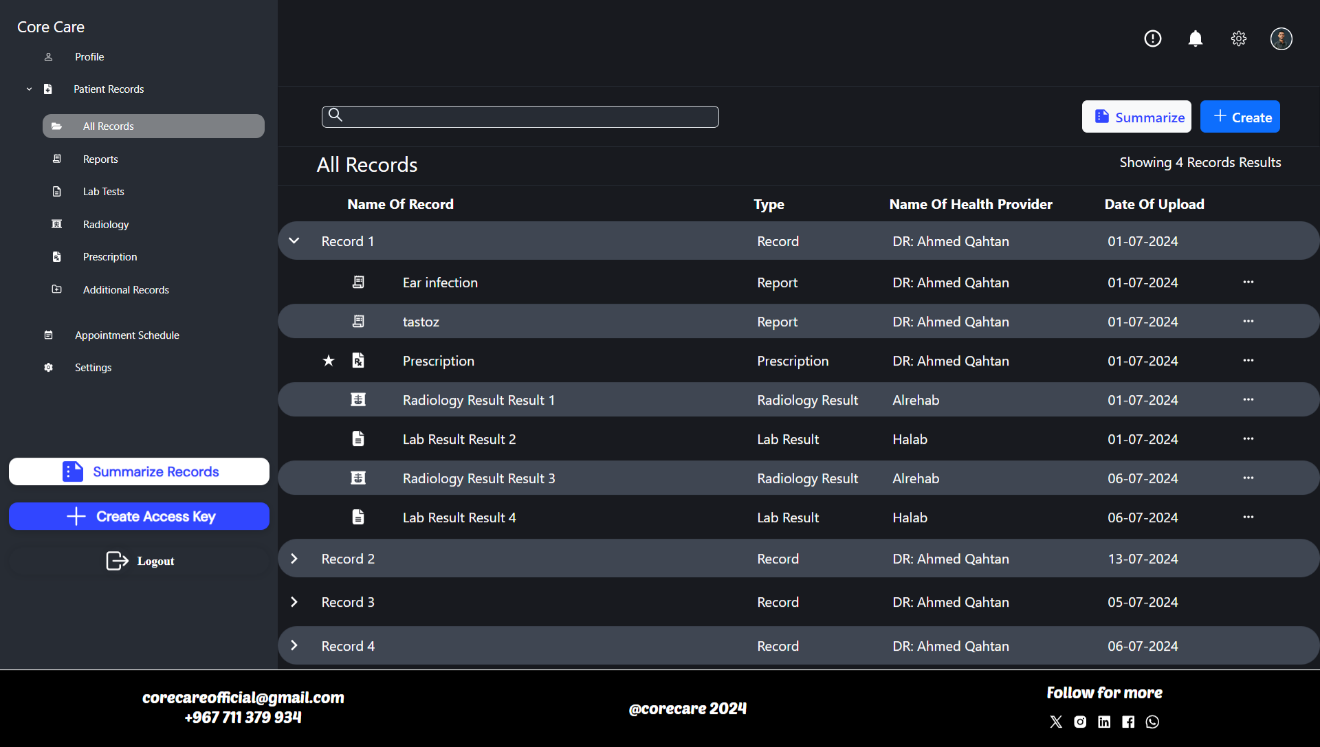 Core Care
Profile
Patient Records
All Records
Reports
Lab Tests
Radiology
Prescription
Additional Records
Appointment Schedule
Settings
Summarize Records
Create Access Key
Logout
Summarize
Create
All Records
Showing 4 Records Results
Name Of Record Type Name Of Health Provider Date Of Upload
Record 1 Record DR: Ahmed Qahtan 01-07-2024
Ear infection Report DR: Ahmed Qahtan 01-07-2024
tastoz Report DR: Ahmed Qahtan 01-07-2024
Prescription Prescription DR: Ahmed Qahtan 01-07-2024
Radiology Result Result 1 Radiology Result Alrehab 01-07-2024
Lab Result Result 2 Lab Result Halab 01-07-2024
Radiology Result Result 3 Radiology Result Alrehab 06-07-2024
Lab Result Result 4 Lab Result Halab 06-07-2024
Record 2 Record DR: Ahmed Qahtan 13-07-2024
Record 3 Record DR: Ahmed Qahtan 05-07-2024
Record 4 Record DR: Ahmed Qahtan 06-07-2024
corecareofficial@gmail.com
+967 711 379 934
@corecare 2024
Follow for more